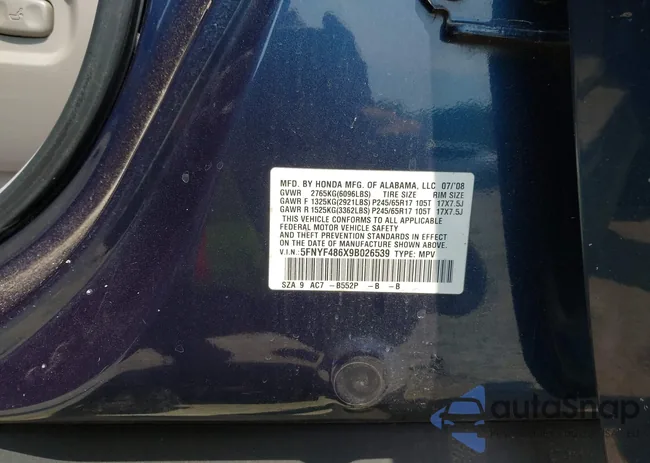 MFD. BY HONDA MFG. OF ALABAMA, LLC 07/'08
GVWR 2765KG(6096LBS) TIRE SIZE RIM SIZE
GAWR F 1325KG(2921LBS) P245/65R17 105T 17X7.5J
GAWR R 1525KG(3362LBS) P245/65R17 105T 17X7.5J
THIS VEHICLE CONFORMS TO ALL APPLICABLE
FEDERAL MOTOR VEHICLE SAFETY
AND THEFT PREVENTION STANDARDS IN EFFECT
ON THE DATE OF MANUFACTURE SHOWN ABOVE.
V.I.N.: 5FNYF486X9B026539 TYPE: MPV
SZA 9 AC7 -B552P -B -B
autoSnap